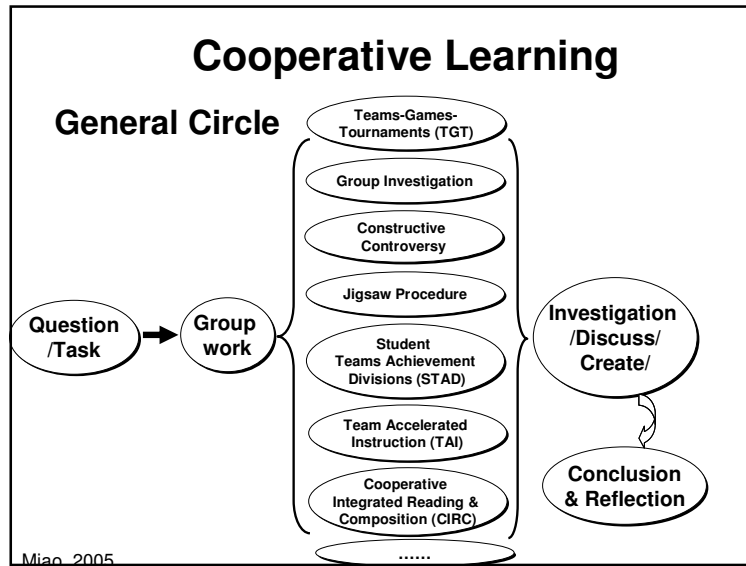 Cooperative Learning
General Circle
Teams-Games-
Tournaments (TGT)
Group Investigation
Constructive
Controversy
Jigsaw Procedure
Student
Teams Achievement
Divisions (STAD)
Team Accelerated
Instruction (TAI)
Cooperative
Integrated Reading &
Composition (CIRC)
......
Question
/Task
Group
work
Investigation
/Discuss/
Create/
Conclusion
& Reflection
Miao, 2005